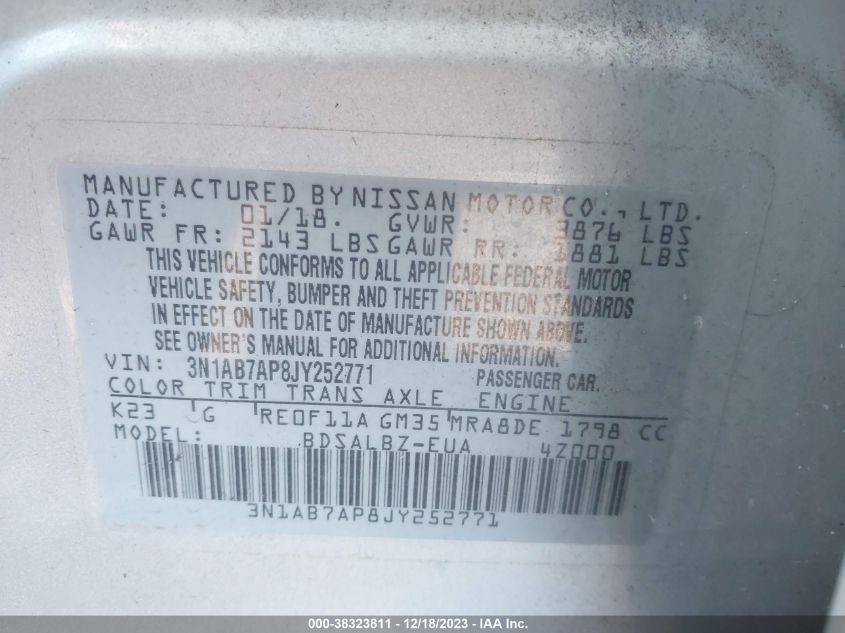 MANUFACTURED BY NISSAN MOTOR CO., LTD.
DATE: 01/18. GVWR: 3876 LBS
GAWR FR: 2143 LBS GAWR RR: 1881 LBS
THIS VEHICLE CONFORMS TO ALL APPLICABLE FEDERAL MOTOR
VEHICLE SAFETY, BUMPER AND THEFT PREVENTION STANDARDS
IN EFFECT ON THE DATE OF MANUFACTURE SHOWN ABOVE.
SEE OWNER'S MANUAL FOR ADDITIONAL INFORMATION.
VIN: 3N1AB7AP8JY252771 PASSENGER CAR.
COLOR TRIM TRANS AXLE ENGINE
K23 G RE0F11A GM35 MRA8DE 1798 CC
MODEL: BDSALBZ-EUA 4Z000
3N1AB7AP8JY252771
000-38323811 - 12/18/2023 - IAA Inc.